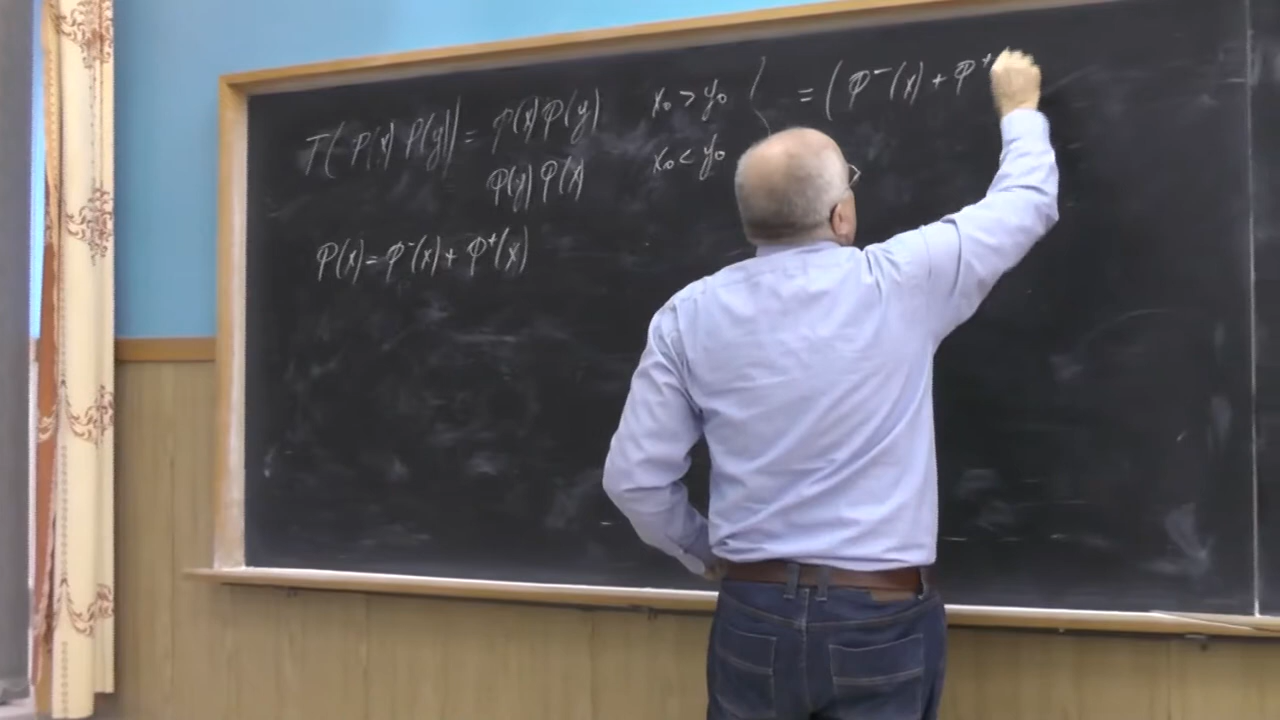 T(φ(x) φ(y)) = φ(x) φ(y) x₀ > y₀ { = ( φ⁻(x) + φ⁺
φ(y) φ(x) x₀ < y₀
φ(x) = φ⁻(x) + φ⁺(x)